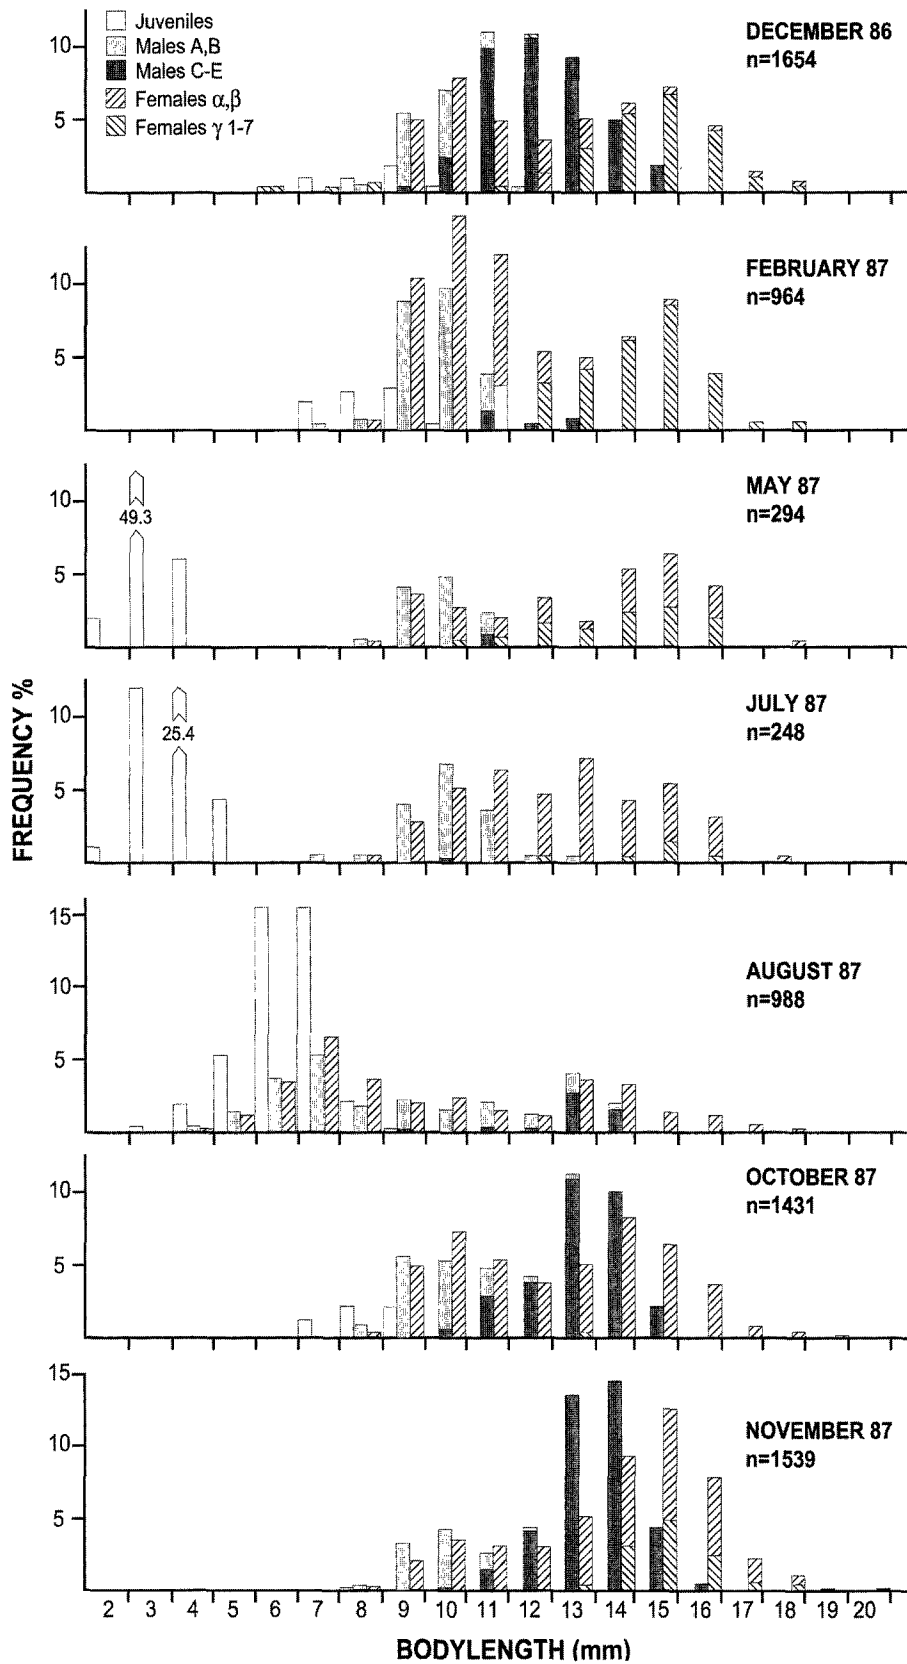 Juveniles
Males A,B
Males C-E
Females α,β
Females γ 1-7
DECEMBER 86
n=1654
10
5
FEBRUARY 87
n=964
10
5
MAY 87
n=294
10
5
49.3
JULY 87
n=248
10
5
25.4
FREQUENCY %
AUGUST 87
n=988
15
10
5
OCTOBER 87
n=1431
10
5
NOVEMBER 87
n=1539
15
10
5
2 3 4 5 6 7 8 9 10 11 12 13 14 15 16 17 18 19 20
BODYLENGTH (mm)